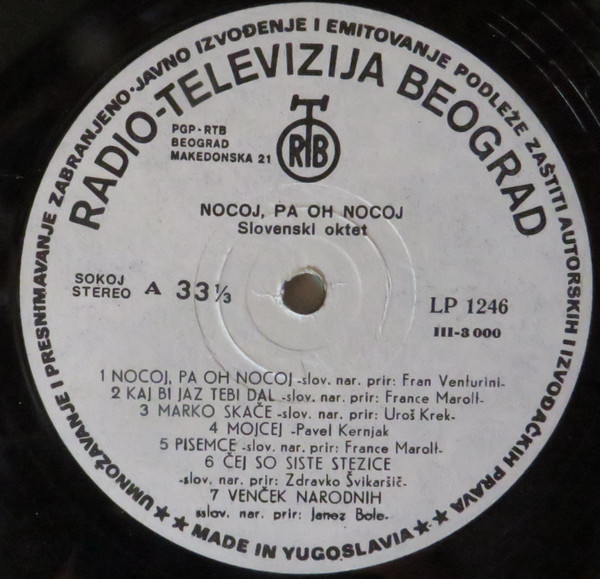 UMNOŽAVANJE I PRESNIMAVANJE ZABRANJENO·JAVNO IZVOĐENJE I EMITOVANJE PODLEŽE ZAŠTITI AUTORSKIH I IZVOĐAČKIH PRAVA
RADIO-TELEVIZIJA BEOGRAD
PGP-RTB
BEOGRAD
MAKEDONSKA 21
RTB
NOCOJ, PA OH NOCOJ
Slovenski oktet
SOKOJ
STEREO
A 33 1/3
LP 1246
III-3 000
1 NOCOJ, PA OH NOCOJ -slov. nar. prir: Fran Venturini-
2 KAJ BI JAZ TEBI DAL -slov. nar. prir: France Marolt-
3 MARKO SKAČE -slov. nar. prir: Uroš Krek-
4 MOJCEJ -Pavel Kernjak
5 PISEMCE -slov. nar. prir: France Marolt-
6 ČEJ SO SISTE STEZICE
-slov. nar. prir: Zdravko Švikaršič-
7 VENČEK NARODNIH
sslov. nar. prir: Janez Bole-
MADE IN YUGOSLAVIA